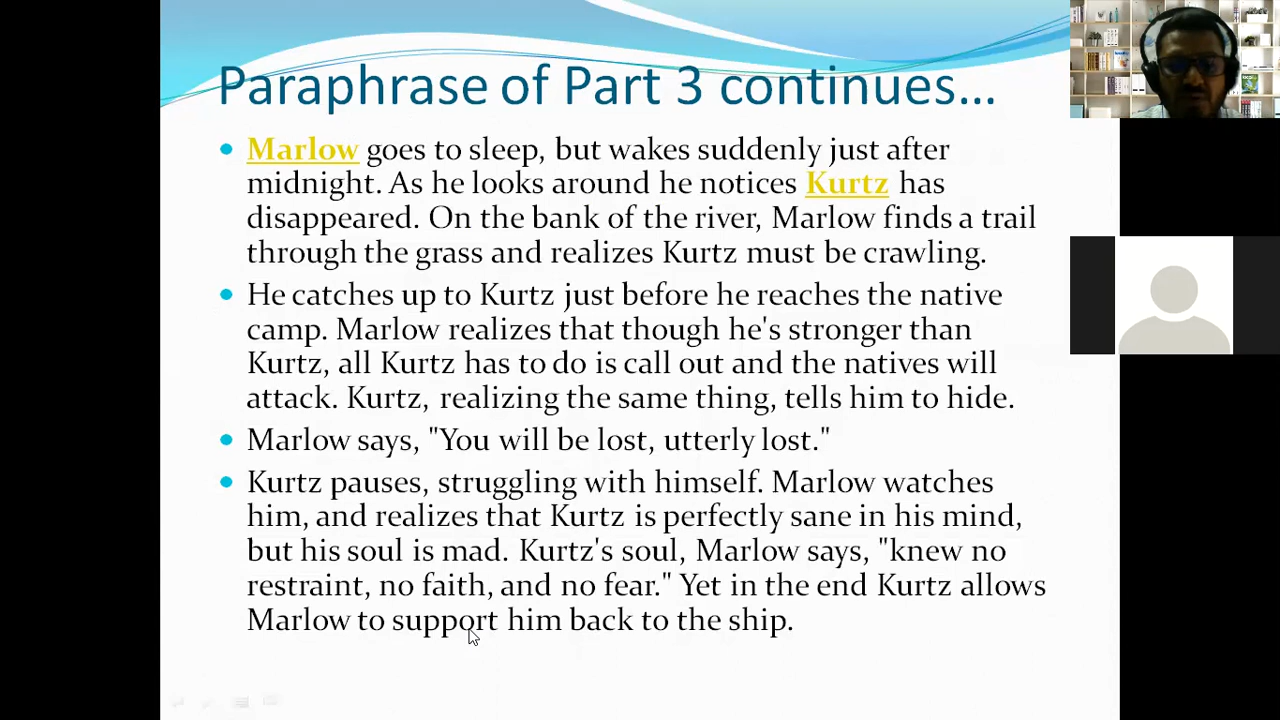 Paraphrase of Part 3 continues...
• Marlow goes to sleep, but wakes suddenly just after
midnight. As he looks around he notices Kurtz has
disappeared. On the bank of the river, Marlow finds a trail
through the grass and realizes Kurtz must be crawling.
• He catches up to Kurtz just before he reaches the native
camp. Marlow realizes that though he's stronger than
Kurtz, all Kurtz has to do is call out and the natives will
attack. Kurtz, realizing the same thing, tells him to hide.
• Marlow says, "You will be lost, utterly lost."
• Kurtz pauses, struggling with himself. Marlow watches
him, and realizes that Kurtz is perfectly sane in his mind,
but his soul is mad. Kurtz's soul, Marlow says, "knew no
restraint, no faith, and no fear." Yet in the end Kurtz allows
Marlow to support him back to the ship.